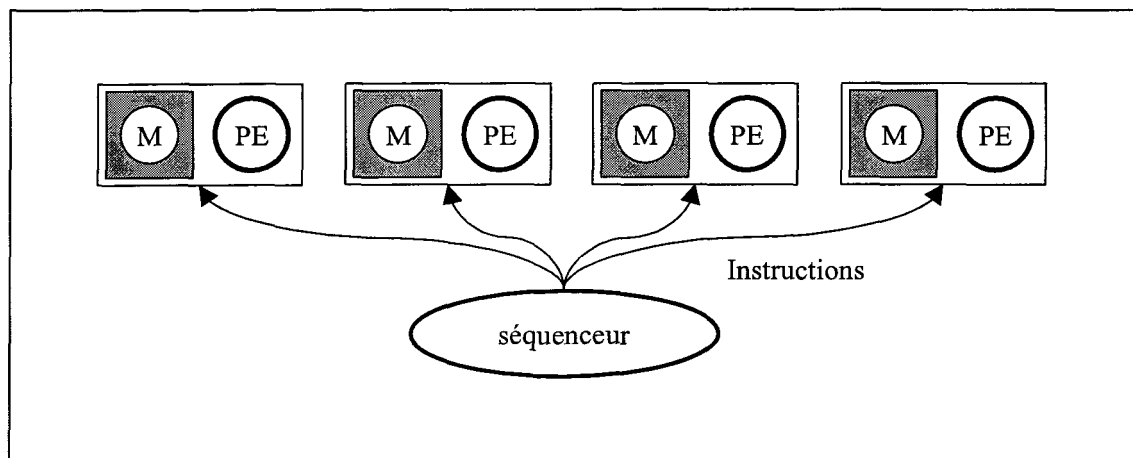 M PE M PE M PE M PE
Instructions
séquenceur